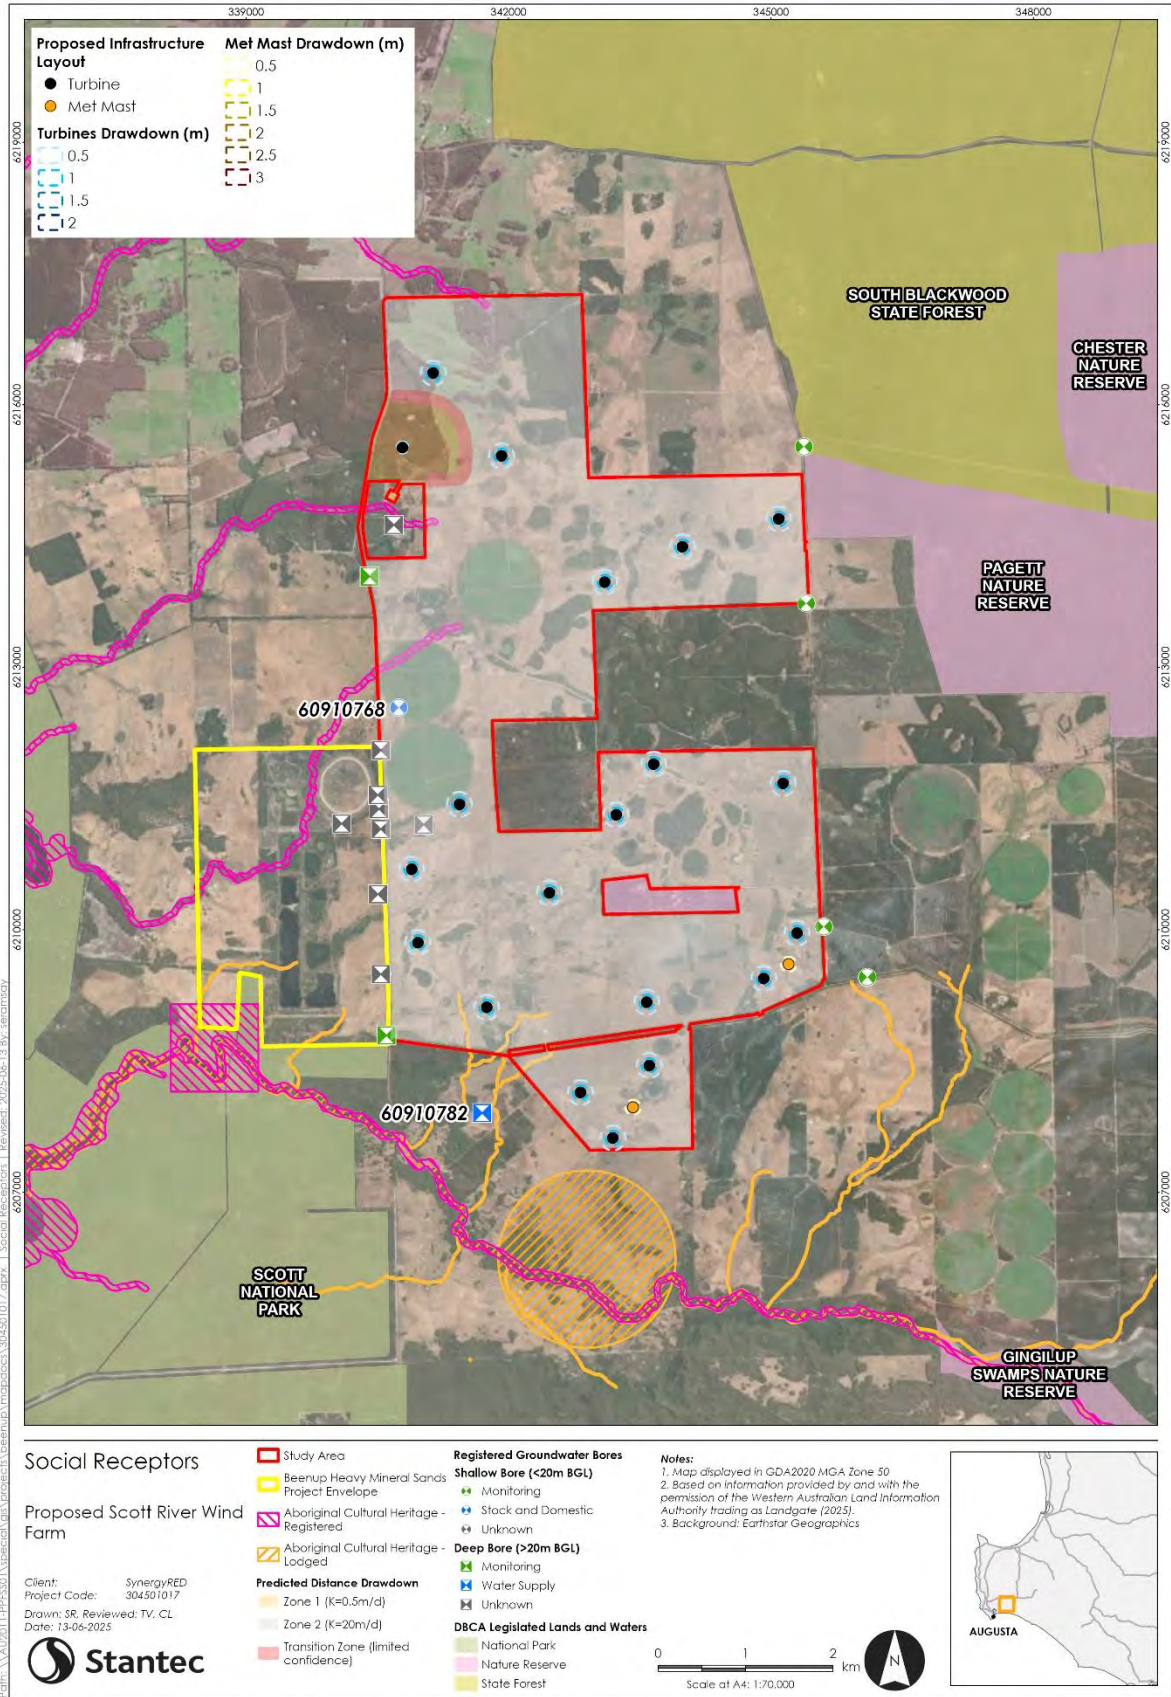 339000
342000
345000
348000
Proposed Infrastructure
Layout
Turbine
Met Mast
Turbines Drawdown (m)
0.5
1
1.5
2
Met Mast Drawdown (m)
0.5
1
1.5
2
2.5
3
6219000
6219000
6216000
6216000
6213000
6213000
6210000
6210000
6207000
6207000
SOUTH BLACKWOOD
STATE FOREST
CHESTER
NATURE
RESERVE
PAGETT
NATURE
RESERVE
60910768
60910782
SCOTT
NATIONAL
PARK
GINGILUP
SWAMPS NATURE
RESERVE
Social Receptors
Proposed Scott River Wind
Farm
Client: SynergyRED
Project Code: 304501017
Drawn: SR, Reviewed: TV, CL
Date: 13-06-2025
Stantec
Study Area
Beenup Heavy Mineral Sands
Project Envelope
Aboriginal Cultural Heritage -
Registered
Aboriginal Cultural Heritage -
Lodged
Predicted Distance Drawdown
Zone 1 (K=0.5m/d)
Zone 2 (K=20m/d)
Transition Zone (limited
confidence)
Registered Groundwater Bores
Shallow Bore (<20m BGL)
Monitoring
Stock and Domestic
Unknown
Deep Bore (>20m BGL)
Monitoring
Water Supply
Unknown
DBCA Legislated Lands and Waters
National Park
Nature Reserve
State Forest
Notes:
1. Map displayed in GDA2020 MGA Zone 50
2. Based on information provided by and with the
permission of the Western Australian Land Information
Authority trading as Landgate (2025).
3. Background: Earthstar Geographics
0 1 2
km
Scale at A4: 1:70,000
N
AUGUSTA